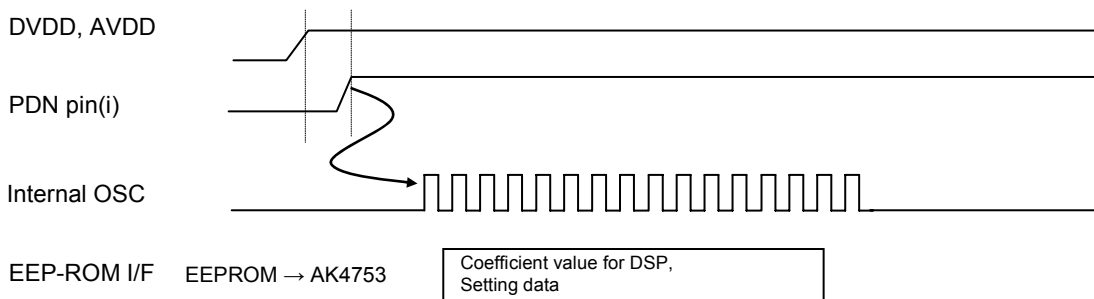 DVDD, AVDD
PDN pin(i)
Internal OSC
EEP-ROM I/F EEPROM → AK4753
Coefficient value for DSP,
Setting data